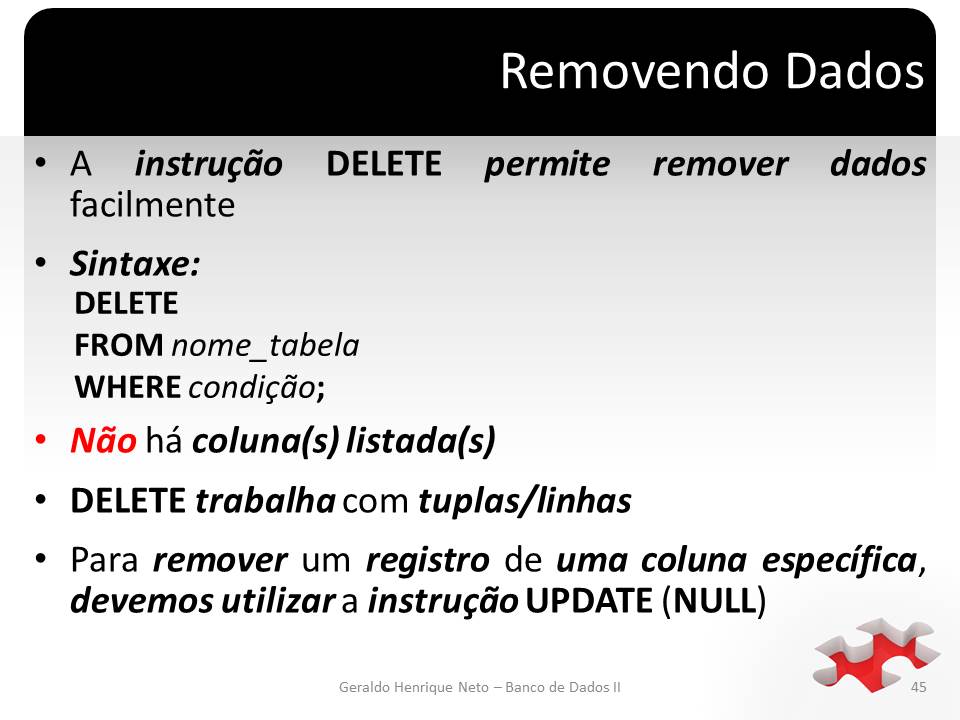 Removendo Dados
• A instrução DELETE permite remover dados
facilmente
• Sintaxe:
DELETE
FROM nome_tabela
WHERE condição;
• Não há coluna(s) listada(s)
• DELETE trabalha com tuplas/linhas
• Para remover um registro de uma coluna específica,
devemos utilizar a instrução UPDATE (NULL)
Geraldo Henrique Neto – Banco de Dados II
45